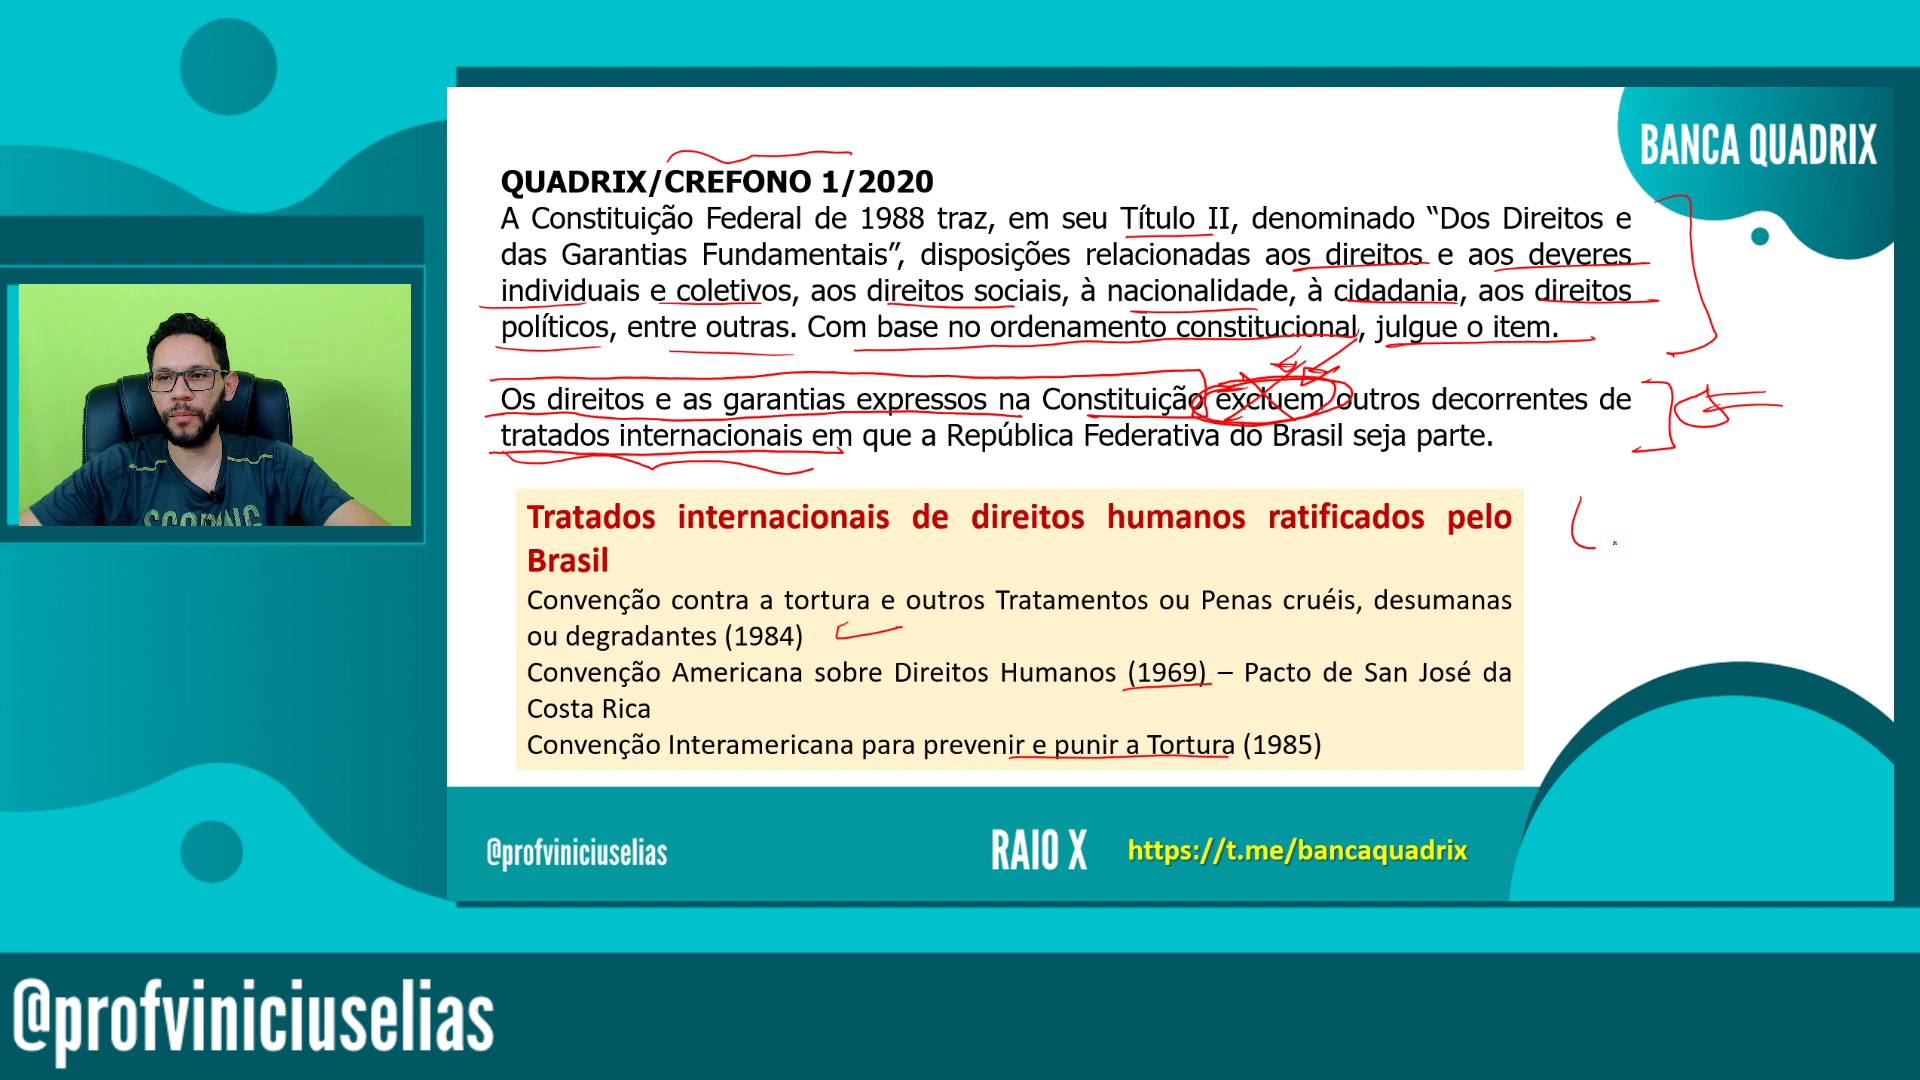 BANCA QUADRIX
QUADRIX/CREFONO 1/2020
A Constituição Federal de 1988 traz, em seu Título II, denominado “Dos Direitos e
das Garantias Fundamentais”, disposições relacionadas aos direitos e aos deveres
individuais e coletivos, aos direitos sociais, à nacionalidade, à cidadania, aos direitos
políticos, entre outras. Com base no ordenamento constitucional, julgue o item.
Os direitos e as garantias expressos na Constituição excluem outros decorrentes de
tratados internacionais em que a República Federativa do Brasil seja parte.
Tratados internacionais de direitos humanos ratificados pelo
Brasil
Convenção contra a tortura e outros Tratamentos ou Penas cruéis, desumanas
ou degradantes (1984)
Convenção Americana sobre Direitos Humanos (1969) – Pacto de San José da
Costa Rica
Convenção Interamericana para prevenir e punir a Tortura (1985)
@profviniciuselias
RAIO X
https://t.me/bancaquadrix
@profviniciuselias